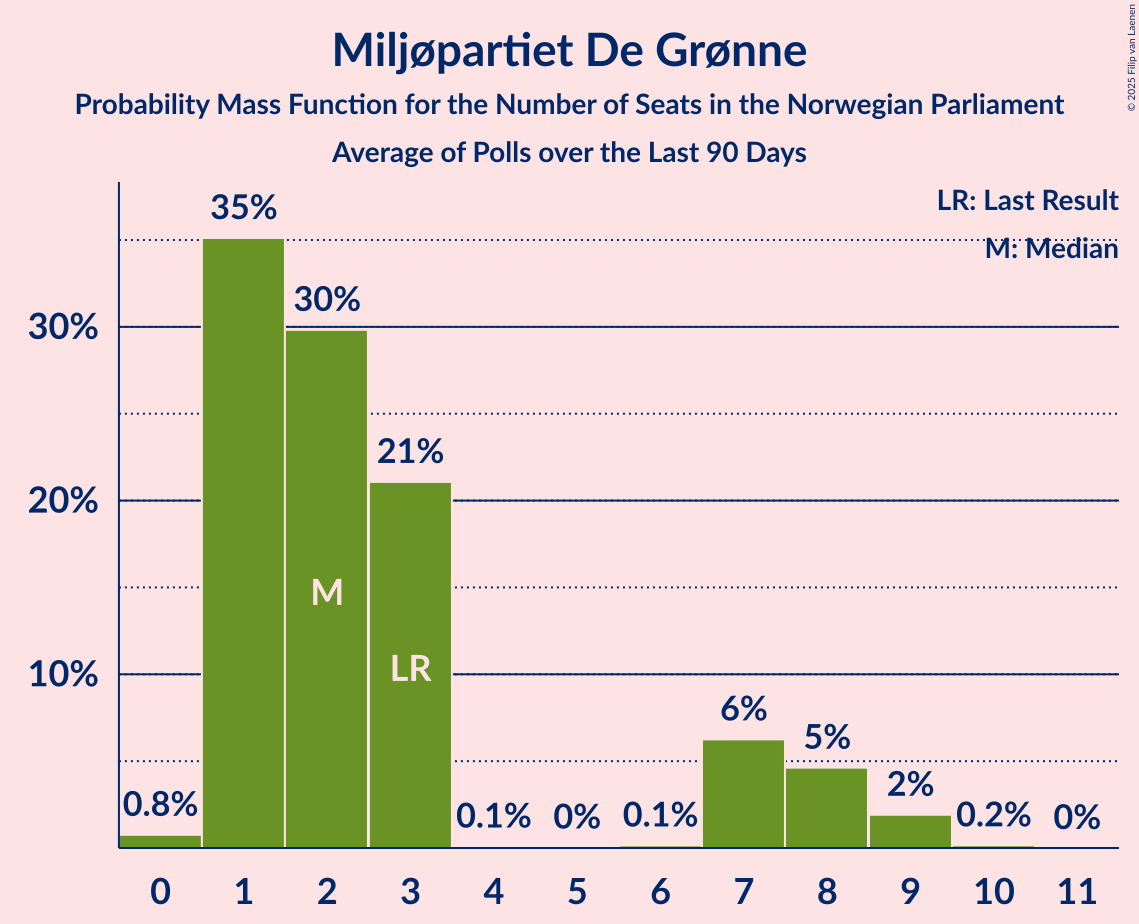 Miljøpartiet De Grønne
Probability Mass Function for the Number of Seats in the Norwegian Parliament
Average of Polls over the Last 90 Days
© 2025 Filip van Laenen
LR: Last Result
M: Median
35%
30%
30%
21%
20%
M
LR
10%
6%
5%
2%
0.8%
0.1%
0%
0.1%
0.2%
0%
0 1 2 3 4 5 6 7 8 9 10 11